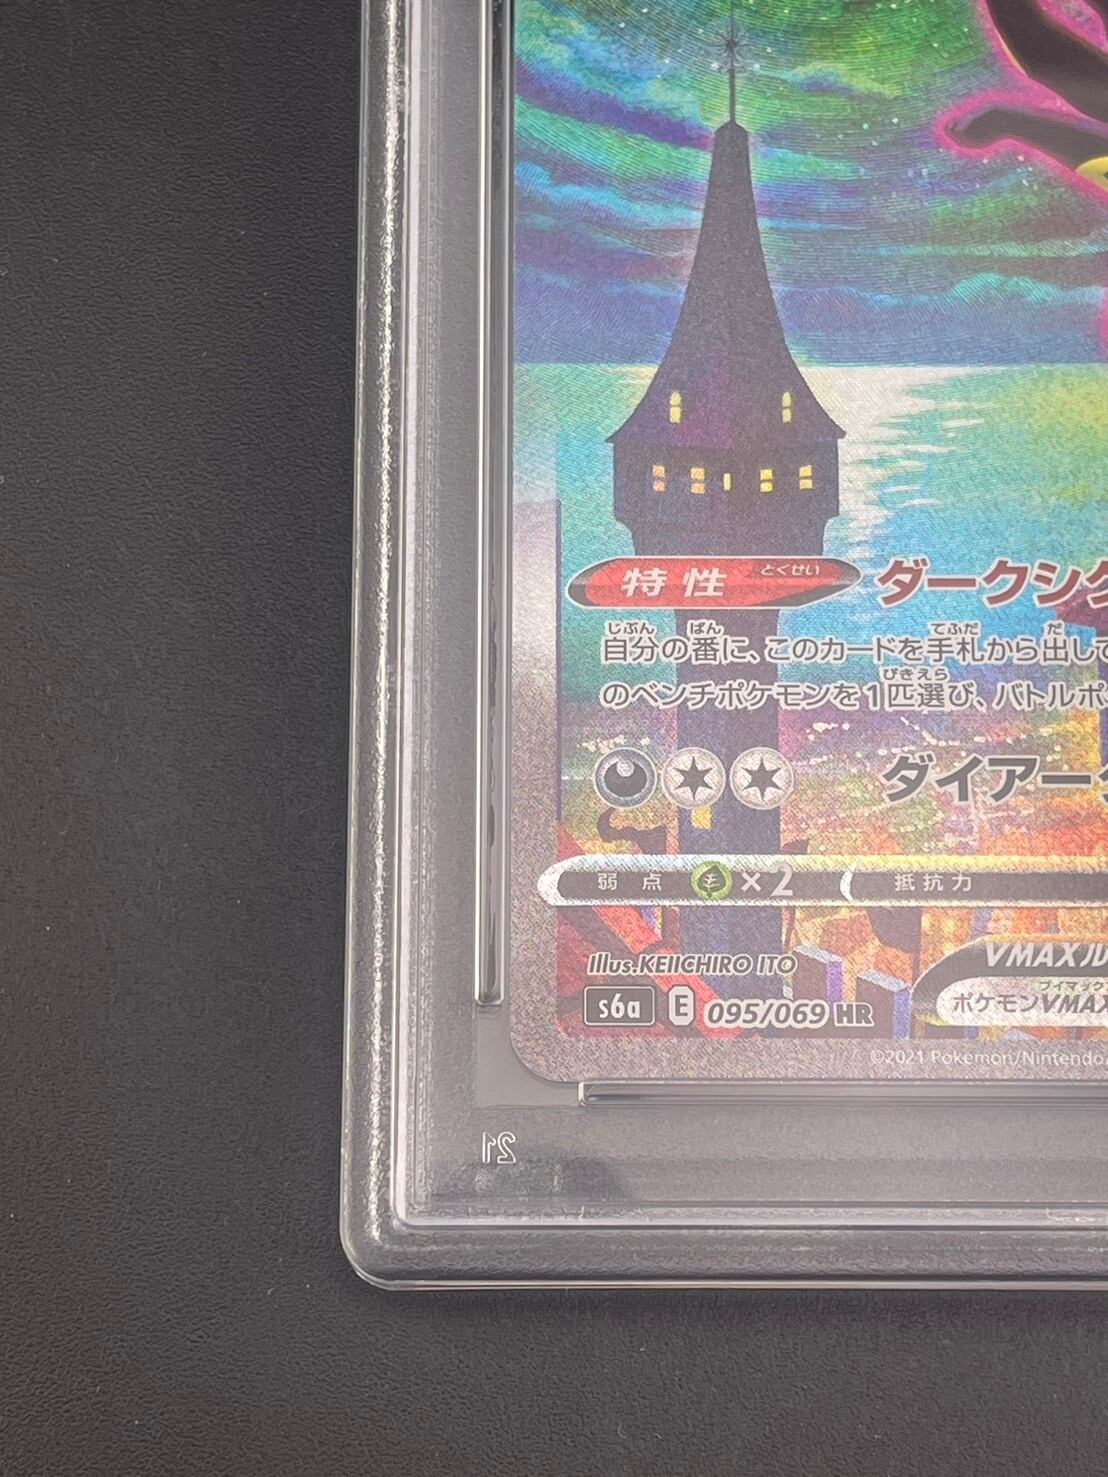 特性 とくせい ダークシグ
じぶん ばん てふだ だ
自分の番に、このカードを手札から出して
びきえら
のベンチポケモンを1匹選び、バトルポ
ダイアーク
弱点 ×2 抵抗力
Illus.KEIICHIRO ITO
VMAXル
ブイマックス
ポケモンVMAX
s6a E 095/069 HR
©2021 Pokémon/Nintendo
21